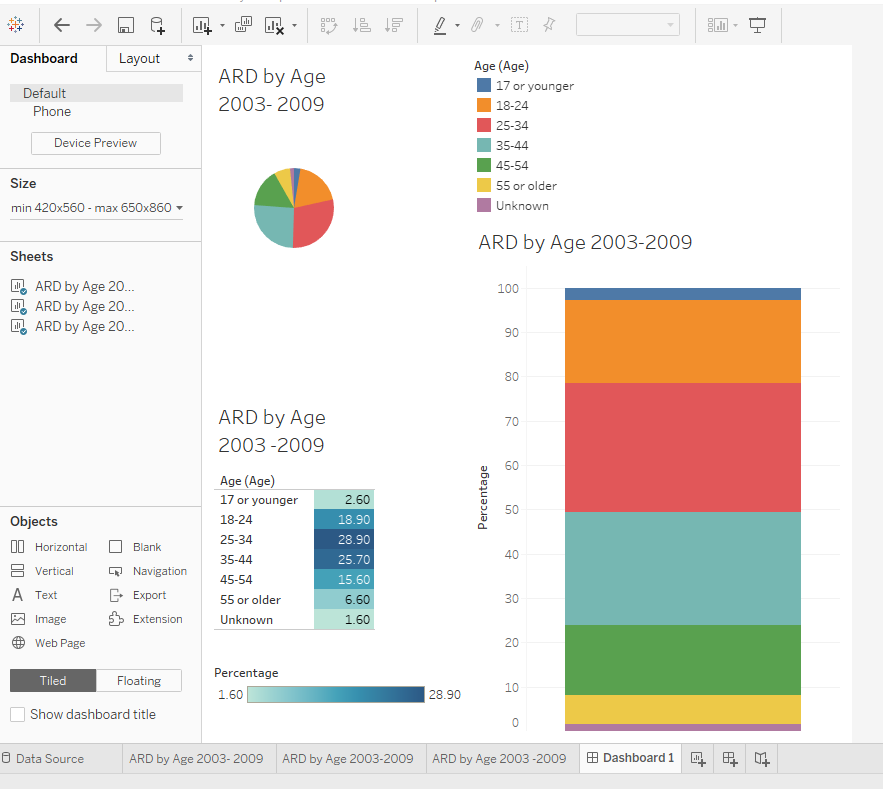 Dashboard
Layout
Default
Phone
Device Preview
Size
min 420x560 - max 650x860
Sheets
ARD by Age 20...
ARD by Age 20...
ARD by Age 20...
Objects
Horizontal
Blank
Vertical
Navigation
Text
Export
Image
Extension
Web Page
Tiled
Floating
Show dashboard title
ARD by Age
2003- 2009
Age (Age)
17 or younger
18-24
25-34
35-44
45-54
55 or older
Unknown
ARD by Age 2003-2009
100
90
80
70
60
50
40
30
20
10
0
Percentage
ARD by Age
2003 -2009
Age (Age)
17 or younger 2.60
18-24 18.90
25-34 28.90
35-44 25.70
45-54 15.60
55 or older 6.60
Unknown 1.60
Percentage
1.60 28.90
Data Source
ARD by Age 2003- 2009
ARD by Age 2003-2009
ARD by Age 2003 -2009
Dashboard 1